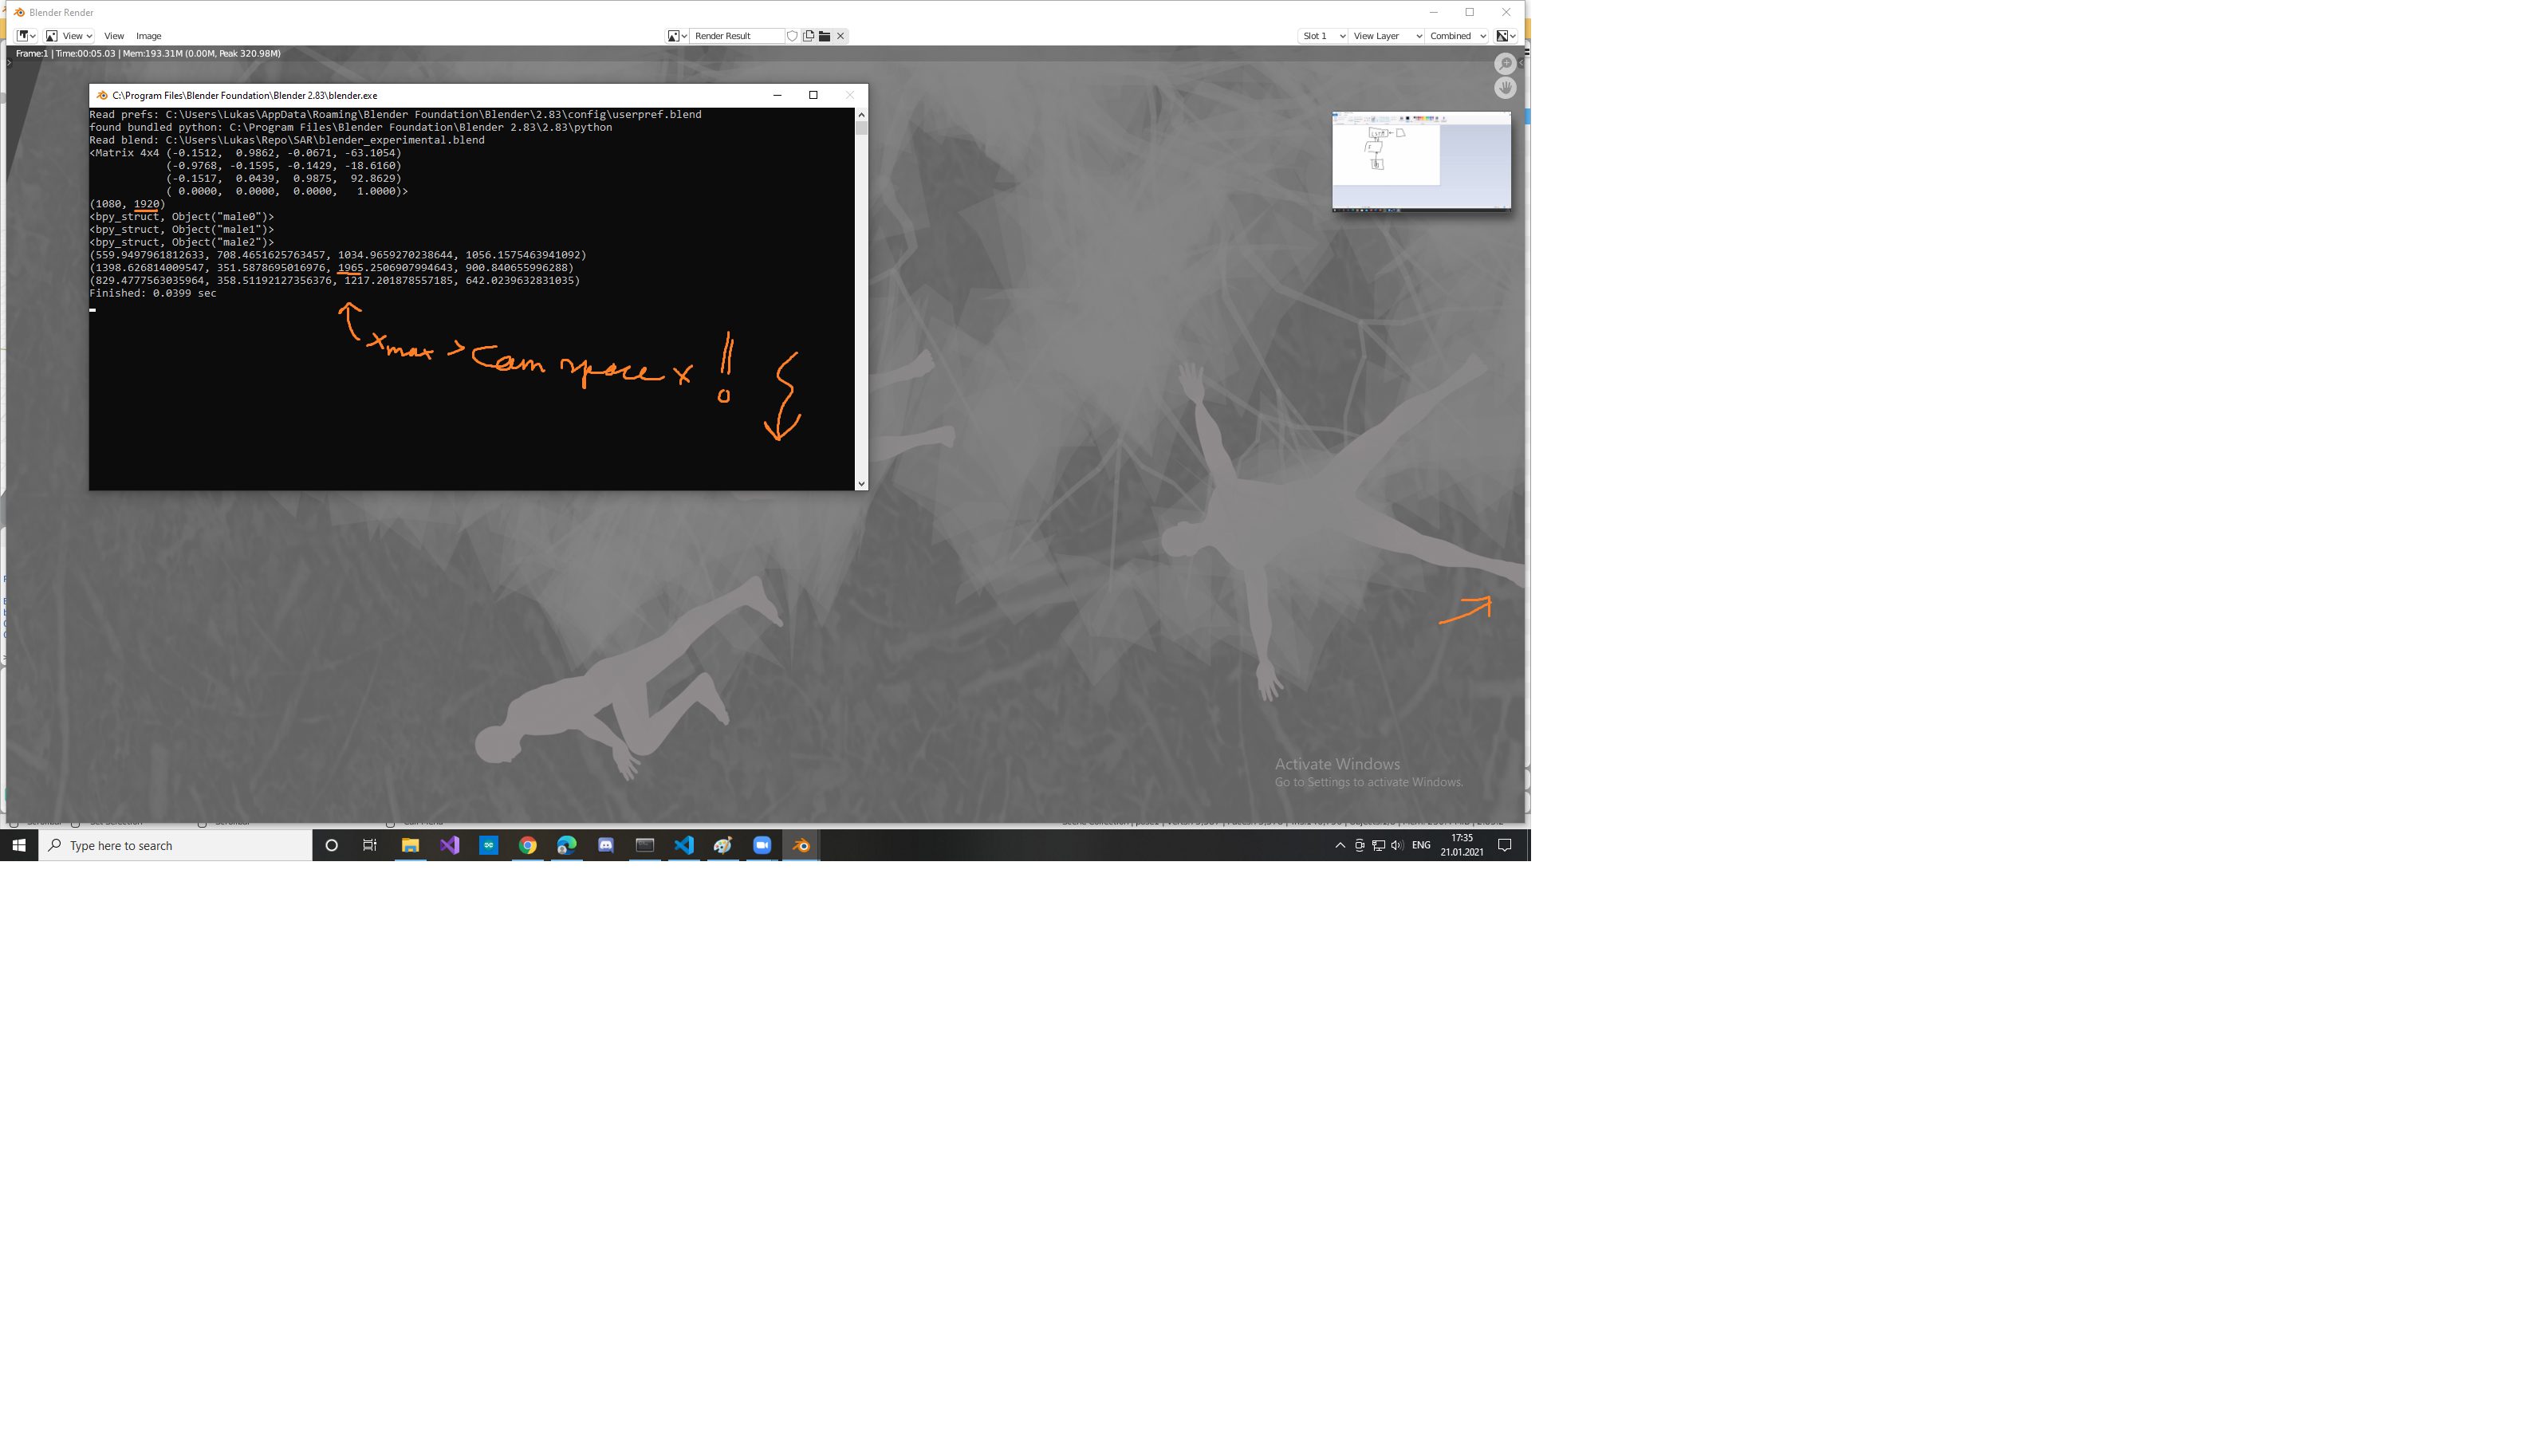 Blender Render
View View Image Render Result Slot 1 View Layer Combined
Frame:1 | Time:00:05.03 | Mem:193.31M (0.00M, Peak 320.98M)
C:\Program Files\Blender Foundation\Blender 2.83\blender.exe
Read prefs: C:\Users\Lukas\AppData\Roaming\Blender Foundation\Blender\2.83\config\userpref.blend
found bundled python: C:\Program Files\Blender Foundation\Blender 2.83\2.83\python
Read blend: C:\Users\Lukas\Repo\SAR\blender_experimental.blend
<Matrix 4x4 (-0.1512,  0.9862, -0.0671, -63.1054)
(-0.9768, -0.1595, -0.1429, -18.6160)
(-0.1517,  0.0439,  0.9875,  92.8629)
( 0.0000,  0.0000,  0.0000,   1.0000)>
(1080, 1920)
<bpy_struct, Object("male0")>
<bpy_struct, Object("male1")>
<bpy_struct, Object("male2")>
(559.9497961812633, 708.4651625763457, 1034.9659270238644, 1056.1575463941092)
(1398.626814009547, 351.5878695016976, 1965.2506907994643, 900.840655996288)
(829.4777563035964, 358.51192127356376, 1217.201878557185, 642.0239632831035)
Finished: 0.0399 sec
xmax > Cam space x !!
Activate Windows
Go to Settings to activate Windows.
Type here to search
ENG
17:35
21.01.2021